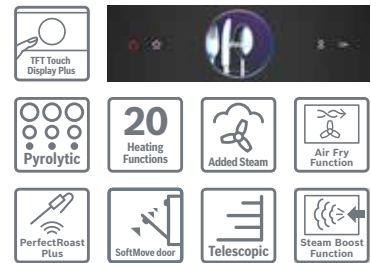 TFT Touch
Display Plus
Pyrolytic
20
Heating
Functions
Added Steam
Air Fry
Function
PerfectRoast
Plus
SoftMove door
Telescopic
Steam Boost
Function